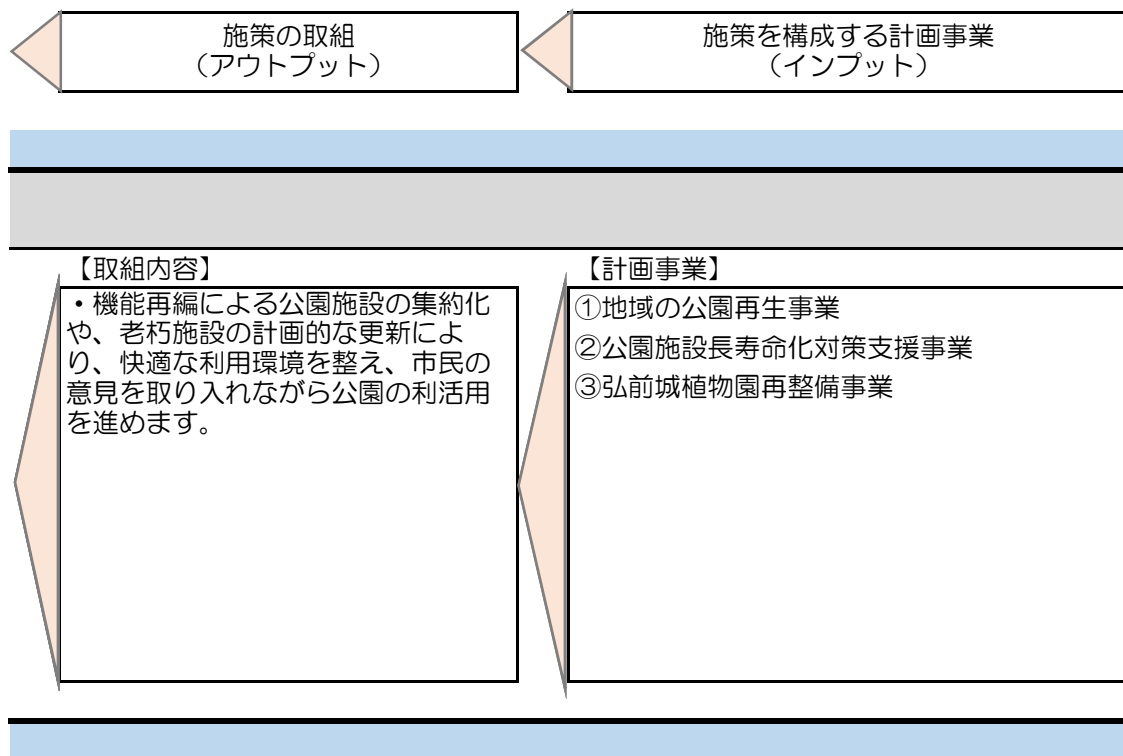 施策の取組
（アウトプット）
施策を構成する計画事業
（インプット）
【取組内容】
・機能再編による公園施設の集約化
や、老朽施設の計画的な更新によ
り、快適な利用環境を整え、市民の
意見を取り入れながら公園の利活用
を進めます。
【計画事業】
①地域の公園再生事業
②公園施設長寿命化対策支援事業
③弘前城植物園再整備事業